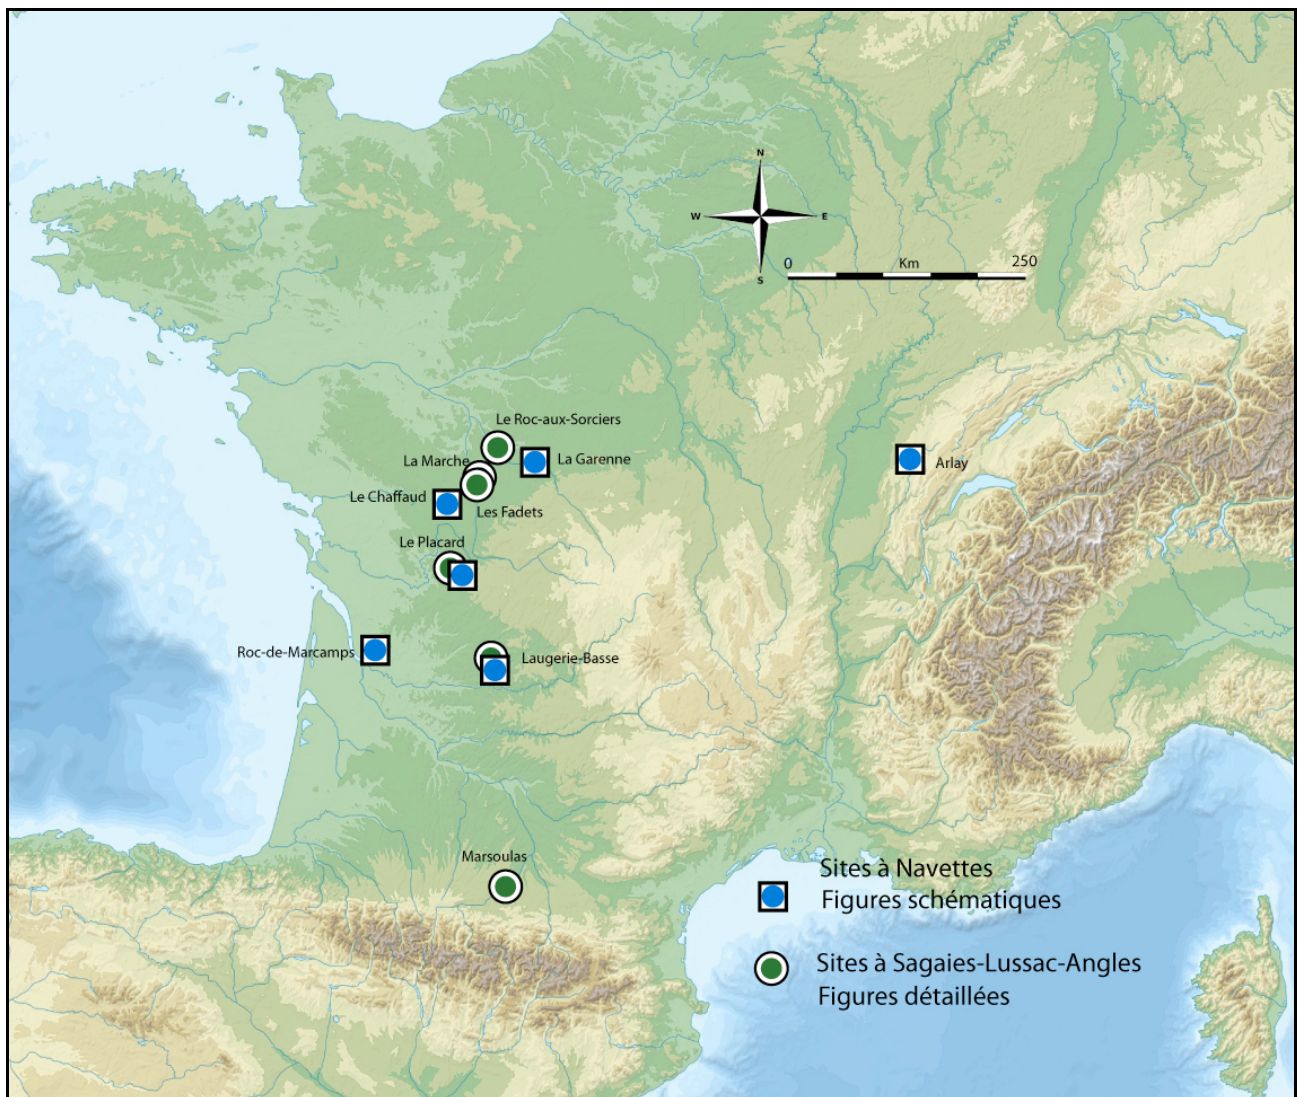 N
W
E
S
0
Km
250
Le Roc-aux-Sorciers
La Marche
La Garenne
Arlay
Le Chaffaud
Les Fadets
Le Placard
Roc-de-Marcamps
Laugerie-Basse
Marsoulas
Sites à Navettes
Figures schématiques
Sites à Sagaies-Lussac-Angles
Figures détaillées